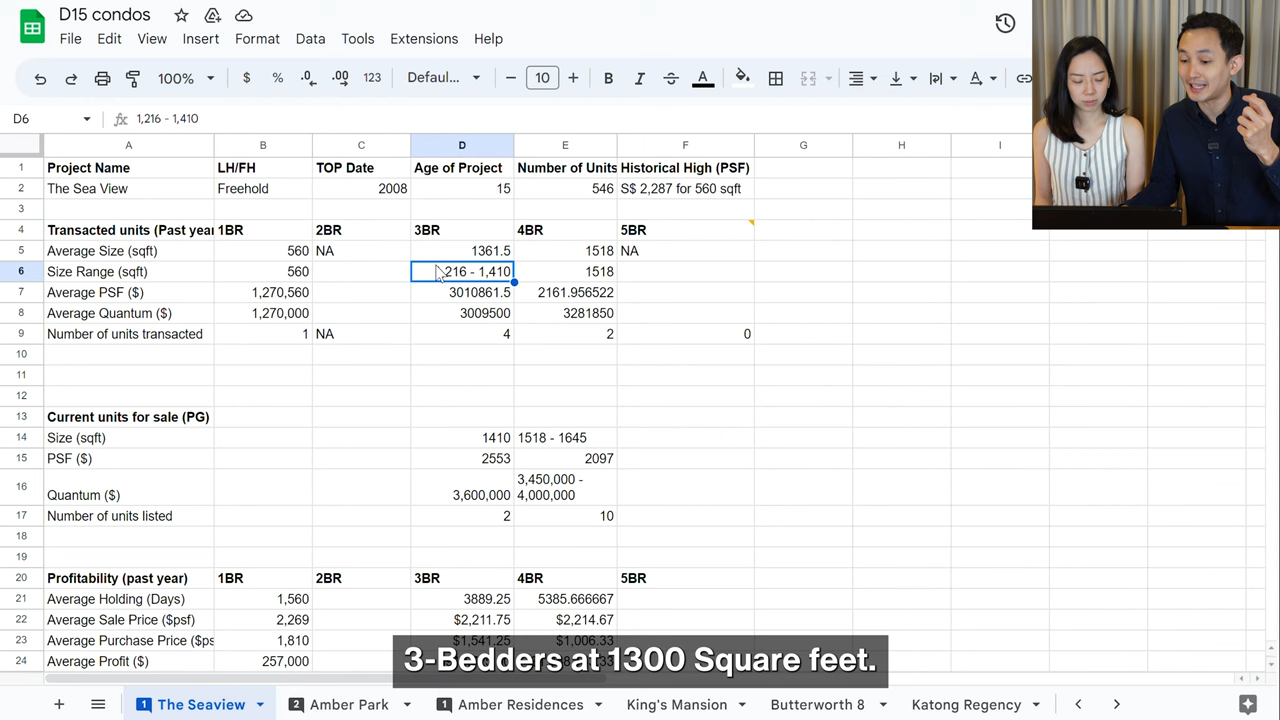 D15 condos
File Edit View Insert Format Data Tools Extensions Help
100% $ % .0 .00 123 Defaul... 10 B I A
D6 fx 1,216 - 1,410
A B C D E F G H I
1 Project Name LH/FH TOP Date Age of Project Number of Units Historical High (PSF)
2 The Sea View Freehold 2008 15 546 S$ 2,287 for 560 sqft
3
4 Transacted units (Past year 1BR 2BR 3BR 4BR 5BR
5 Average Size (sqft) 560 NA 1361.5 1518 NA
6 Size Range (sqft) 560 216 - 1,410 1518
7 Average PSF ($) 1,270,560 3010861.5 2161.956522
8 Average Quantum ($) 1,270,000 3009500 3281850
9 Number of units transacted 1 NA 4 2 0
10
11
12
13 Current units for sale (PG)
14 Size (sqft) 1410 1518 - 1645
15 PSF ($) 2553 2097
16 Quantum ($) 3,600,000 3,450,000 - 4,000,000
17 Number of units listed 2 10
18
19
20 Profitability (past year) 1BR 2BR 3BR 4BR 5BR
21 Average Holding (Days) 1,560 3889.25 5385.666667
22 Average Sale Price ($psf) 2,269 $2,211.75 $2,214.67
23 Average Purchase Price ($ps 1,810 $1,541.25 $1,006.33
24 Average Profit ($) 257,000
3-Bedders at 1300 Square feet.
1 The Seaview 2 Amber Park 1 Amber Residences King's Mansion Butterworth 8 Katong Regency